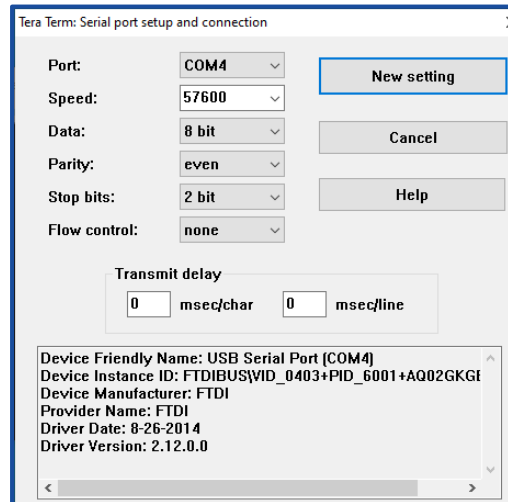 Tera Term: Serial port setup and connection
Port: COM4
New setting
Speed: 57600
Data: 8 bit
Cancel
Parity: even
Stop bits: 2 bit
Help
Flow control: none
Transmit delay
0 msec/char 0 msec/line
Device Friendly Name: USB Serial Port (COM4)
Device Instance ID: FTDIBUS\VID_0403+PID_6001+AQ02GKGE
Device Manufacturer: FTDI
Provider Name: FTDI
Driver Date: 8-26-2014
Driver Version: 2.12.0.0